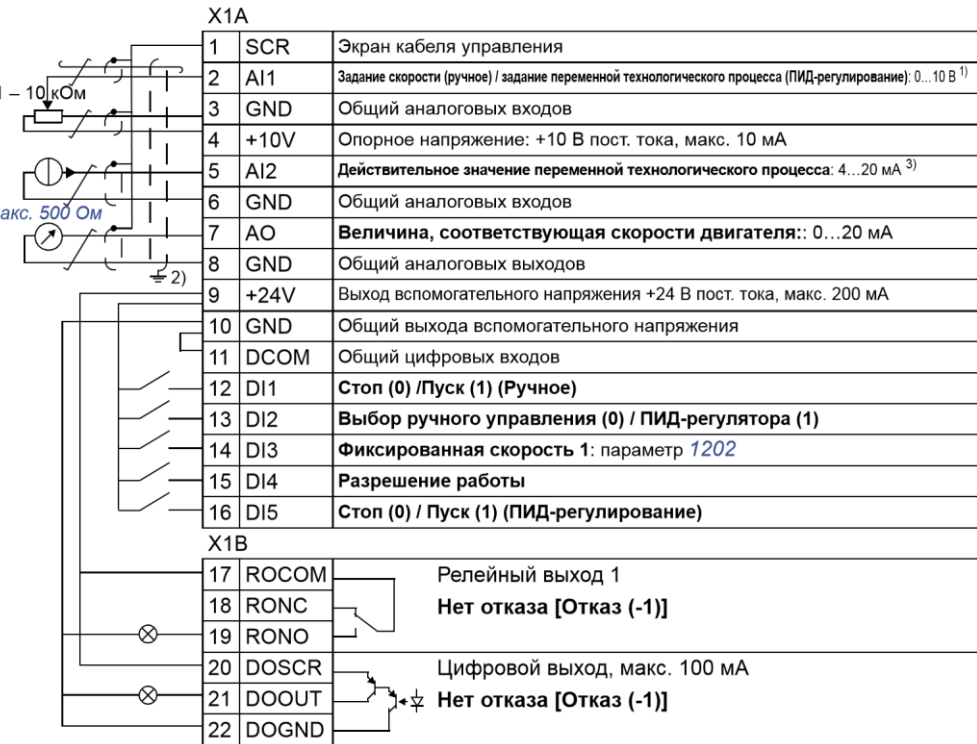 X1A
1 SCR Экран кабеля управления
2 AI1 Задание скорости (ручное) / задание переменной технологического процесса (ПИД-регулирование): 0...10 В 1)
– 10 кОм
3 GND Общий аналоговых входов
4 +10V Опорное напряжение: +10 В пост. тока, макс. 10 мА
5 AI2 Действительное значение переменной технологического процесса: 4…20 мА 3)
6 GND Общий аналоговых входов
акс. 500 Ом
7 AO Величина, соответствующая скорости двигателя:: 0…20 мА
8 GND Общий аналоговых выходов
2)
9 +24V Выход вспомогательного напряжения +24 В пост. тока, макс. 200 мА
10 GND Общий выхода вспомогательного напряжения
11 DCOM Общий цифровых входов
12 DI1 Стоп (0) /Пуск (1) (Ручное)
13 DI2 Выбор ручного управления (0) / ПИД-регулятора (1)
14 DI3 Фиксированная скорость 1: параметр 1202
15 DI4 Разрешение работы
16 DI5 Стоп (0) / Пуск (1) (ПИД-регулирование)
X1B
17 ROCOM Релейный выход 1
18 RONC Нет отказа [Отказ (-1)]
19 RONO
20 DOSCR Цифровой выход, макс. 100 мА
21 DOOUT Нет отказа [Отказ (-1)]
22 DOGND